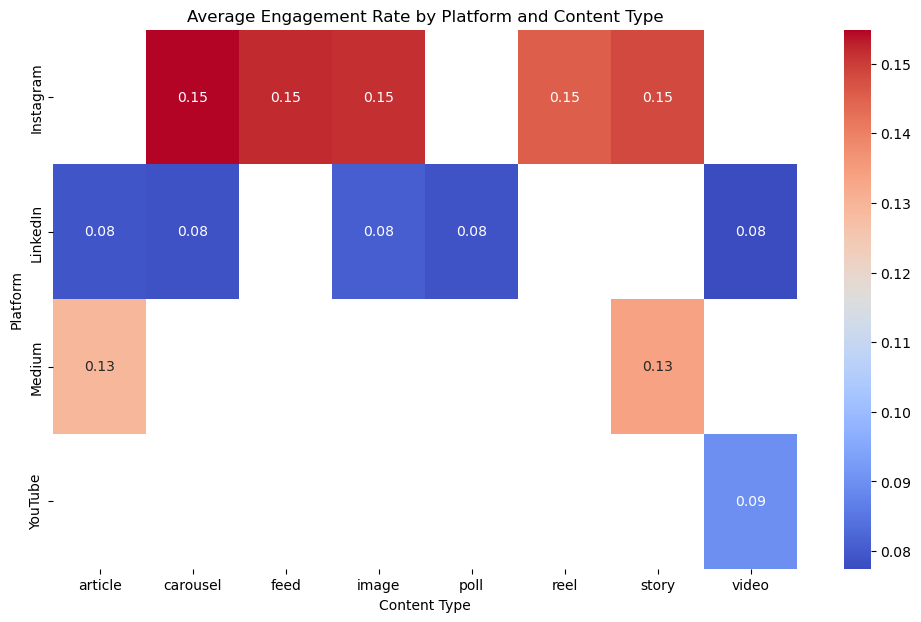 Average Engagement Rate by Platform and Content Type
Platform
Instagram
0.15 0.15 0.15 0.15 0.15
LinkedIn
0.08 0.08 0.08 0.08 0.08
Medium
0.13 0.13
YouTube
0.09
article carousel feed image poll reel story video
Content Type
0.15
0.14
0.13
0.12
0.11
0.10
0.09
0.08